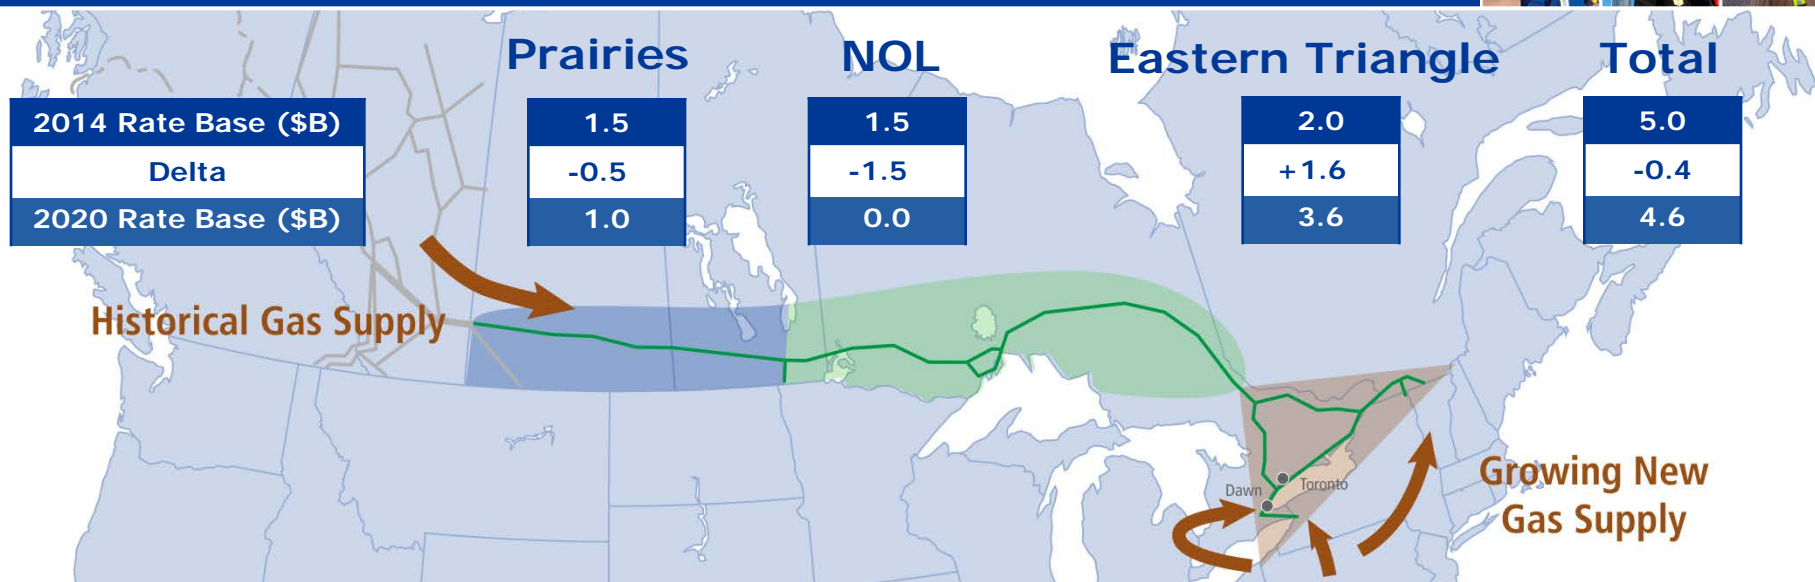 Prairies NOL Eastern Triangle Total
2014 Rate Base ($B) 1.5 1.5 2.0 5.0
Delta -0.5 -1.5 +1.6 -0.4
2020 Rate Base ($B) 1.0 0.0 3.6 4.6
Historical Gas Supply
Growing New
Gas Supply
Dawn
Toronto